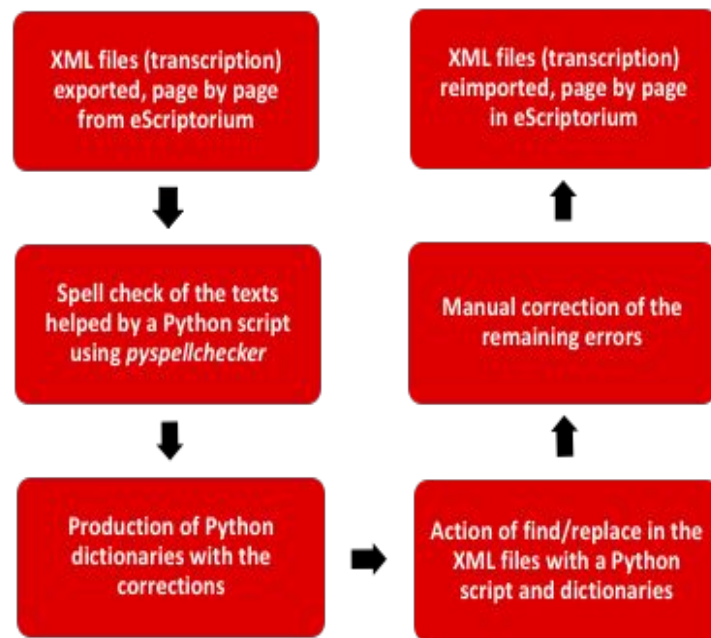 XML files (transcription)
exported, page by page
from eScriptorium
Spell check of the texts
helped by a Python script
using pyspellchecker
Production of Python
dictionaries with the
corrections
Action of find/replace in the
XML files with a Python
script and dictionaries
Manual correction of the
remaining errors
XML files (transcription)
reimported, page by page
in eScriptorium